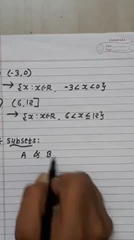 (-3,0)
→ {x : x∈R, -3<x<0}
(6,12]
→ {x : x∈R, 6<x≤12}
Subsets:
A & B